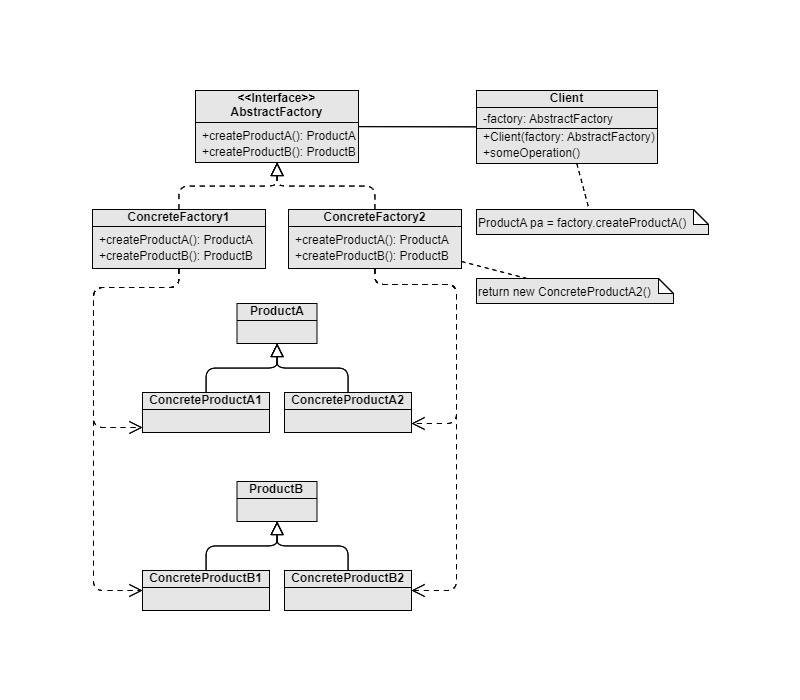 <<Interface>>
AbstractFactory
+createProductA(): ProductA
+createProductB(): ProductB
Client
-factory: AbstractFactory
+Client(factory: AbstractFactory)
+someOperation()
ProductA pa = factory.createProductA()
ConcreteFactory1
+createProductA(): ProductA
+createProductB(): ProductB
ConcreteFactory2
+createProductA(): ProductA
+createProductB(): ProductB
return new ConcreteProductA2()
ProductA
ConcreteProductA1
ConcreteProductA2
ProductB
ConcreteProductB1
ConcreteProductB2